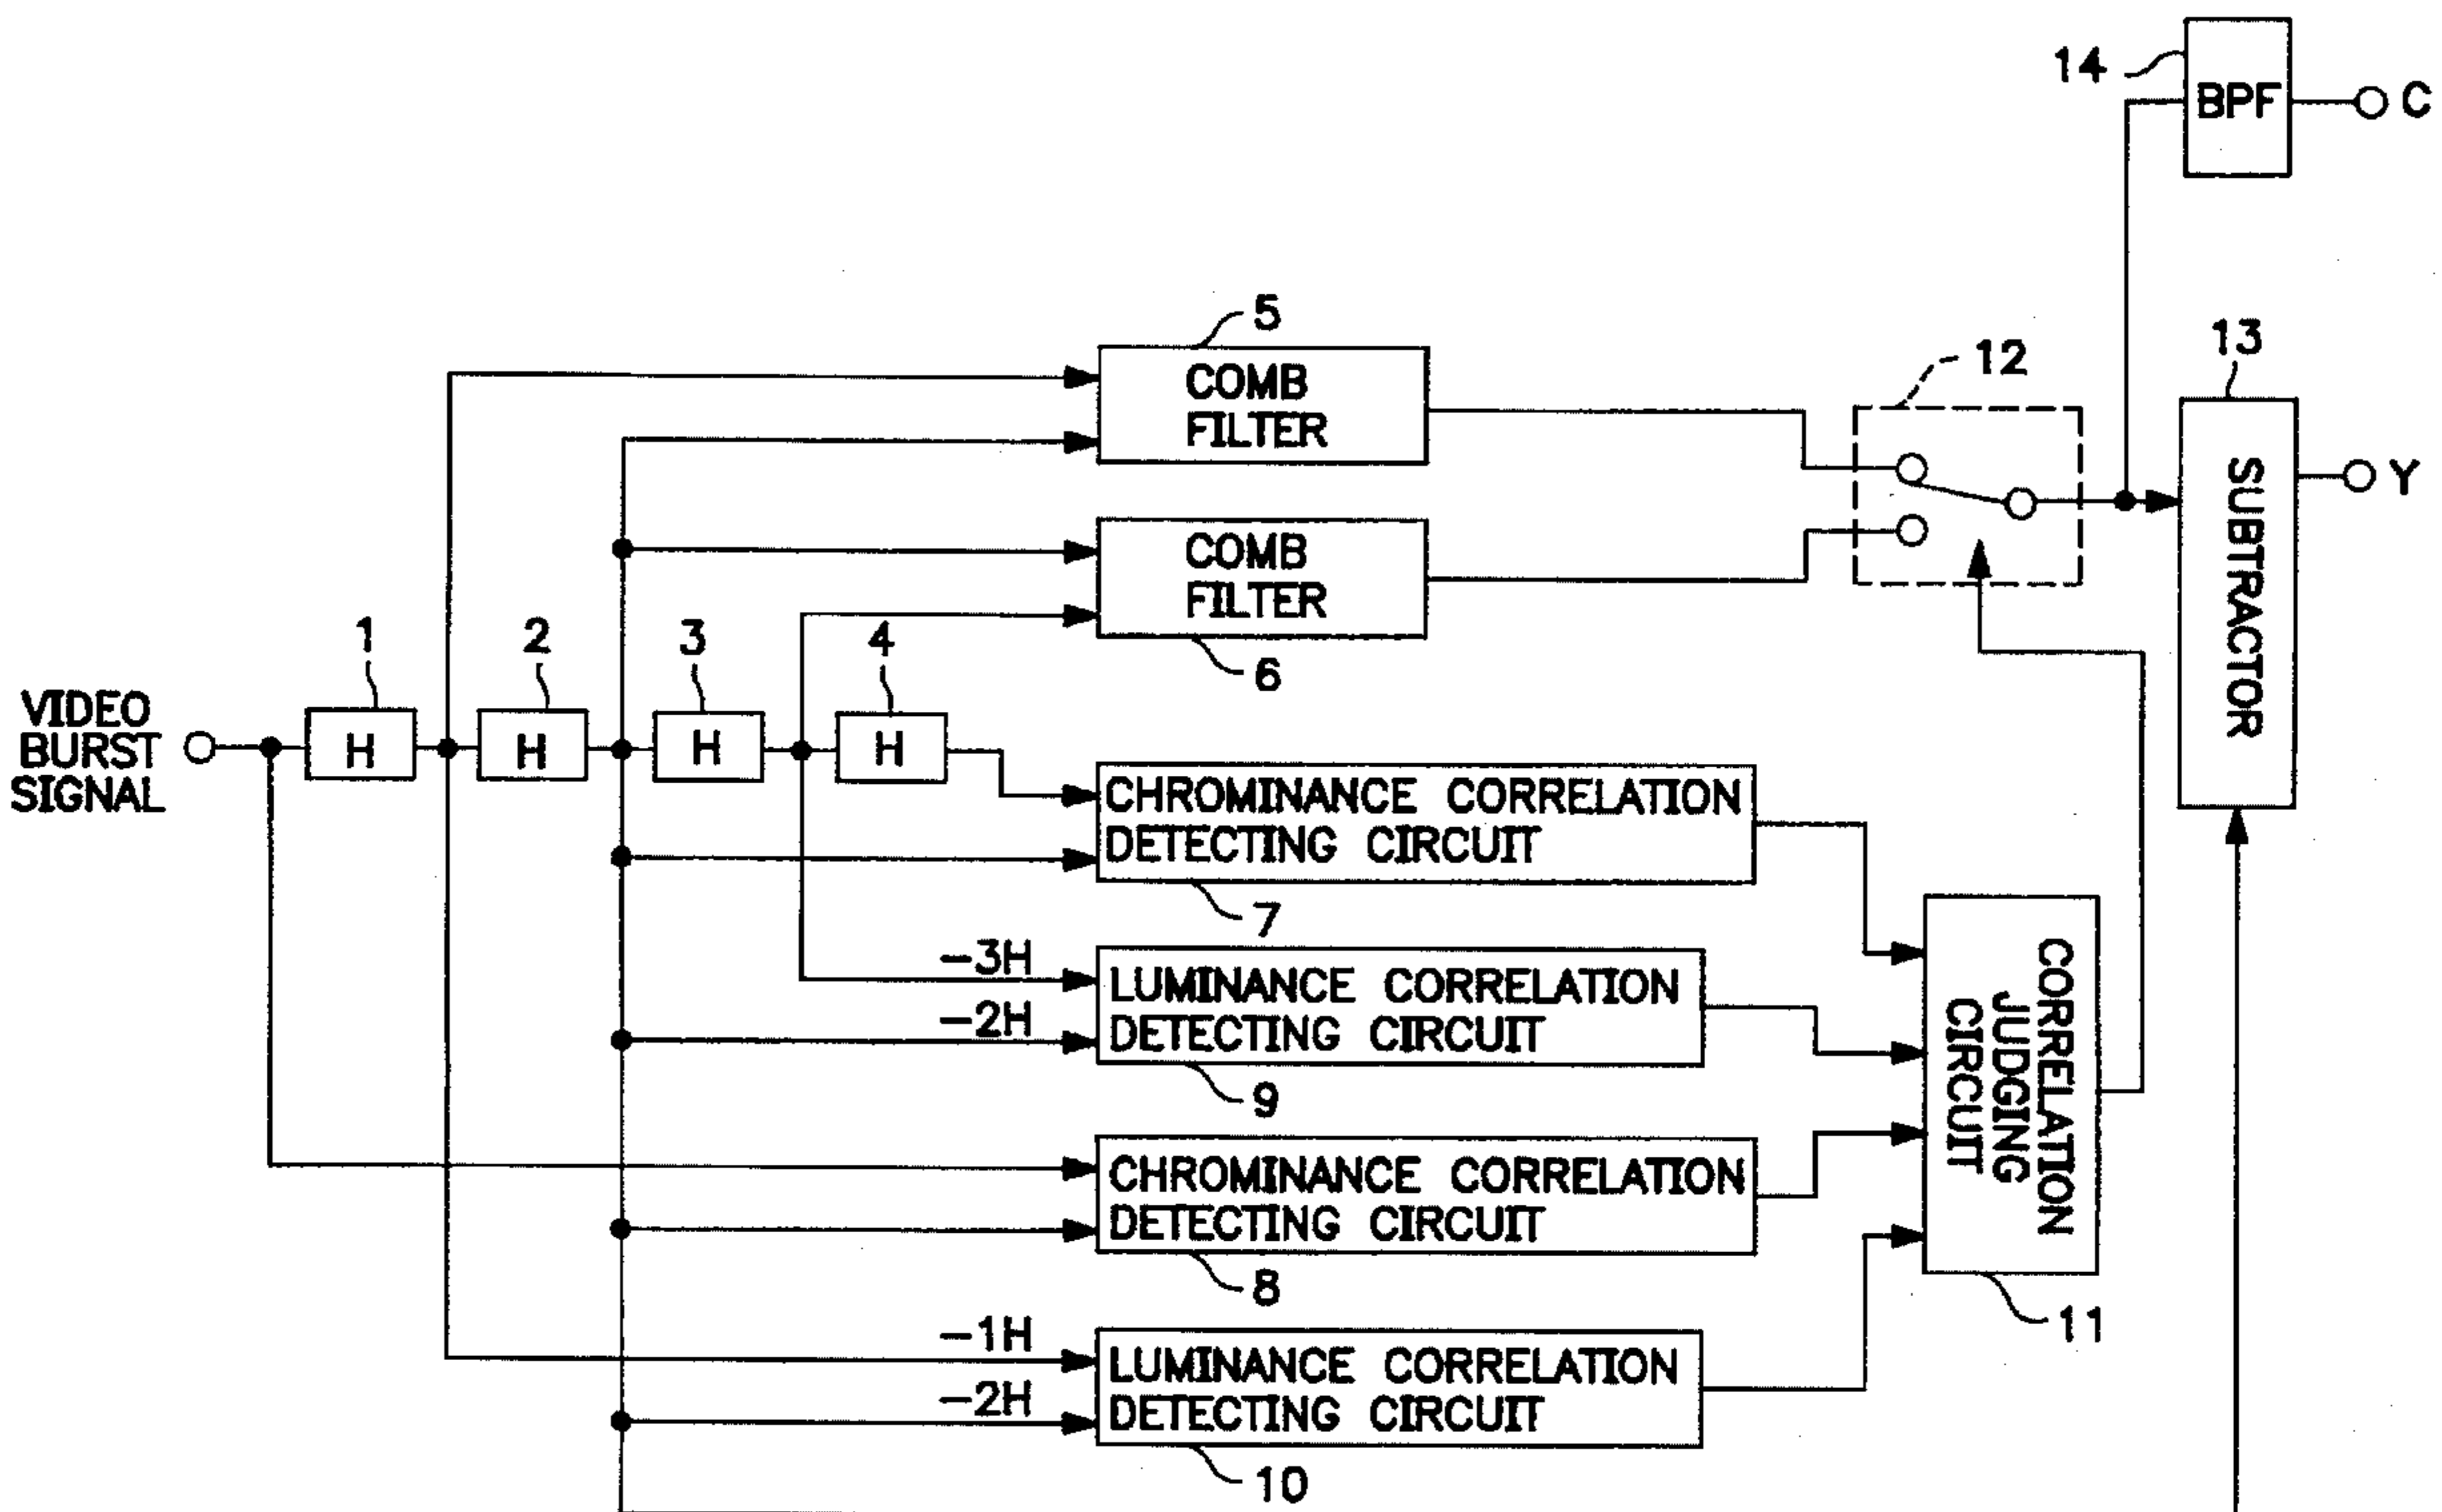 14
BPF
C
5
COMB
FILTER
12
13
SUBTRACTOR
Y
COMB
FILTER
6
1
2
3
4
VIDEO
BURST
SIGNAL
H
H
H
H
CHROMINANCE CORRELATION
DETECTING CIRCUIT
7
-3H
-2H
LUMINANCE CORRELATION
DETECTING CIRCUIT
9
CORRELATION
JUDGING
CIRCUIT
11
CHROMINANCE CORRELATION
DETECTING CIRCUIT
8
-1H
-2H
LUMINANCE CORRELATION
DETECTING CIRCUIT
10